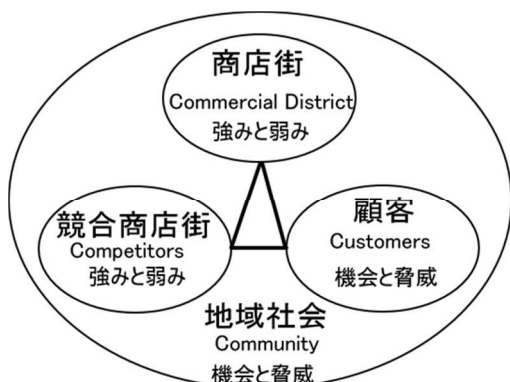 商店街
Commercial District
強みと弱み
競合商店街
Competitors
強みと弱み
顧客
Customers
機会と脅威
地域社会
Community
機会と脅威